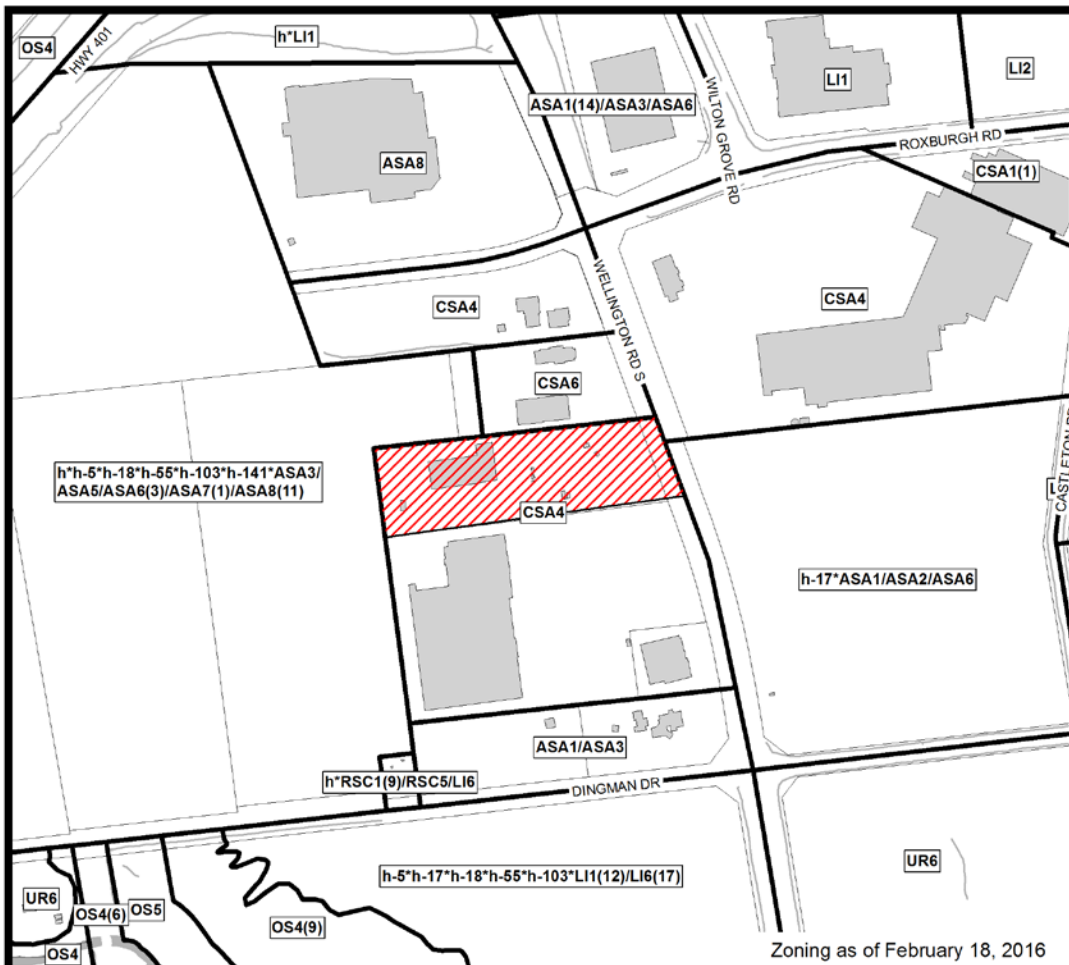 OS4
HWY 401
h*LI1
ASA1(14)/ASA3/ASA6
WILTON GROVE RD
LI1
LI2
ROXBURGH RD
ASA8
CSA1(1)
WELLINGTON RD S
CSA4
CSA4
CSA6
h*h-5*h-18*h-55*h-103*h-141*ASA3/
ASA5/ASA6(3)/ASA7(1)/ASA8(11)
CSA4
CASTLETON RD
h-17*ASA1/ASA2/ASA6
ASA1/ASA3
h*RSC1(9)/RSC5/LI6
DINGMAN DR
h-5*h-17*h-18*h-55*h-103*LI1(12)/LI6(17)
UR6
UR6
OS4(6)
OS5
OS4(9)
OS4
Zoning as of February 18, 2016